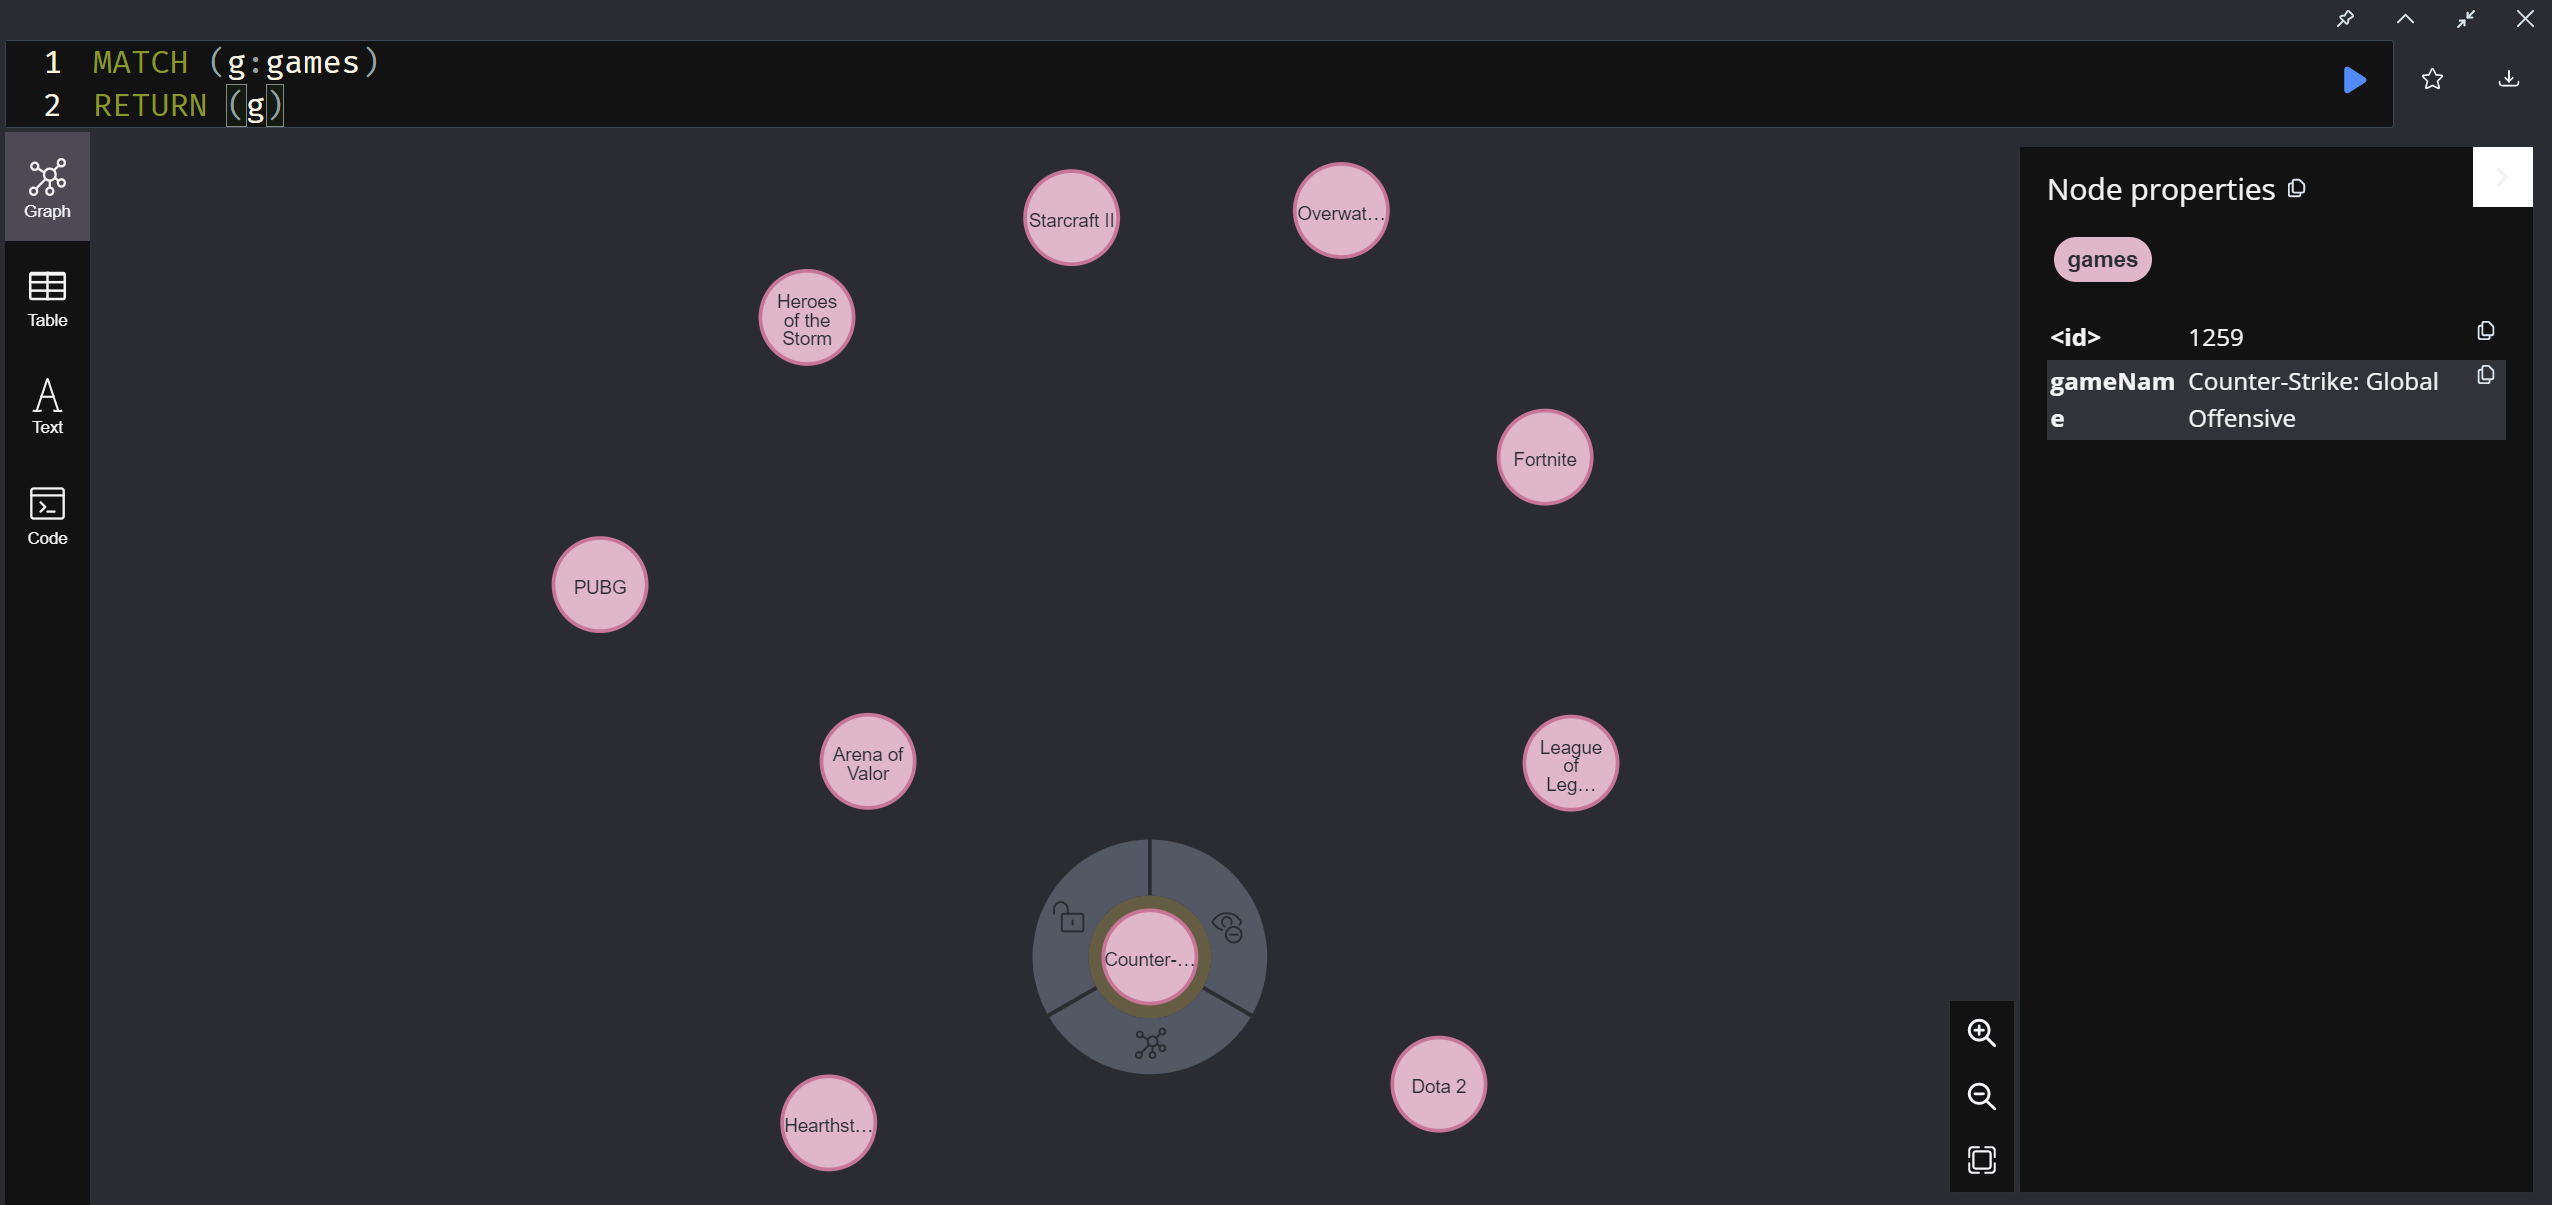 1 MATCH (g:games)
2 RETURN (g)
Graph
Table
Text
Code
Starcraft II
Overwat...
Heroes
of the
Storm
Fortnite
PUBG
Arena of
Valor
League
of
Leg...
Counter-...
Dota 2
Hearthst...
Node properties
games
<id> 1259
gameNam Counter-Strike: Global
e Offensive